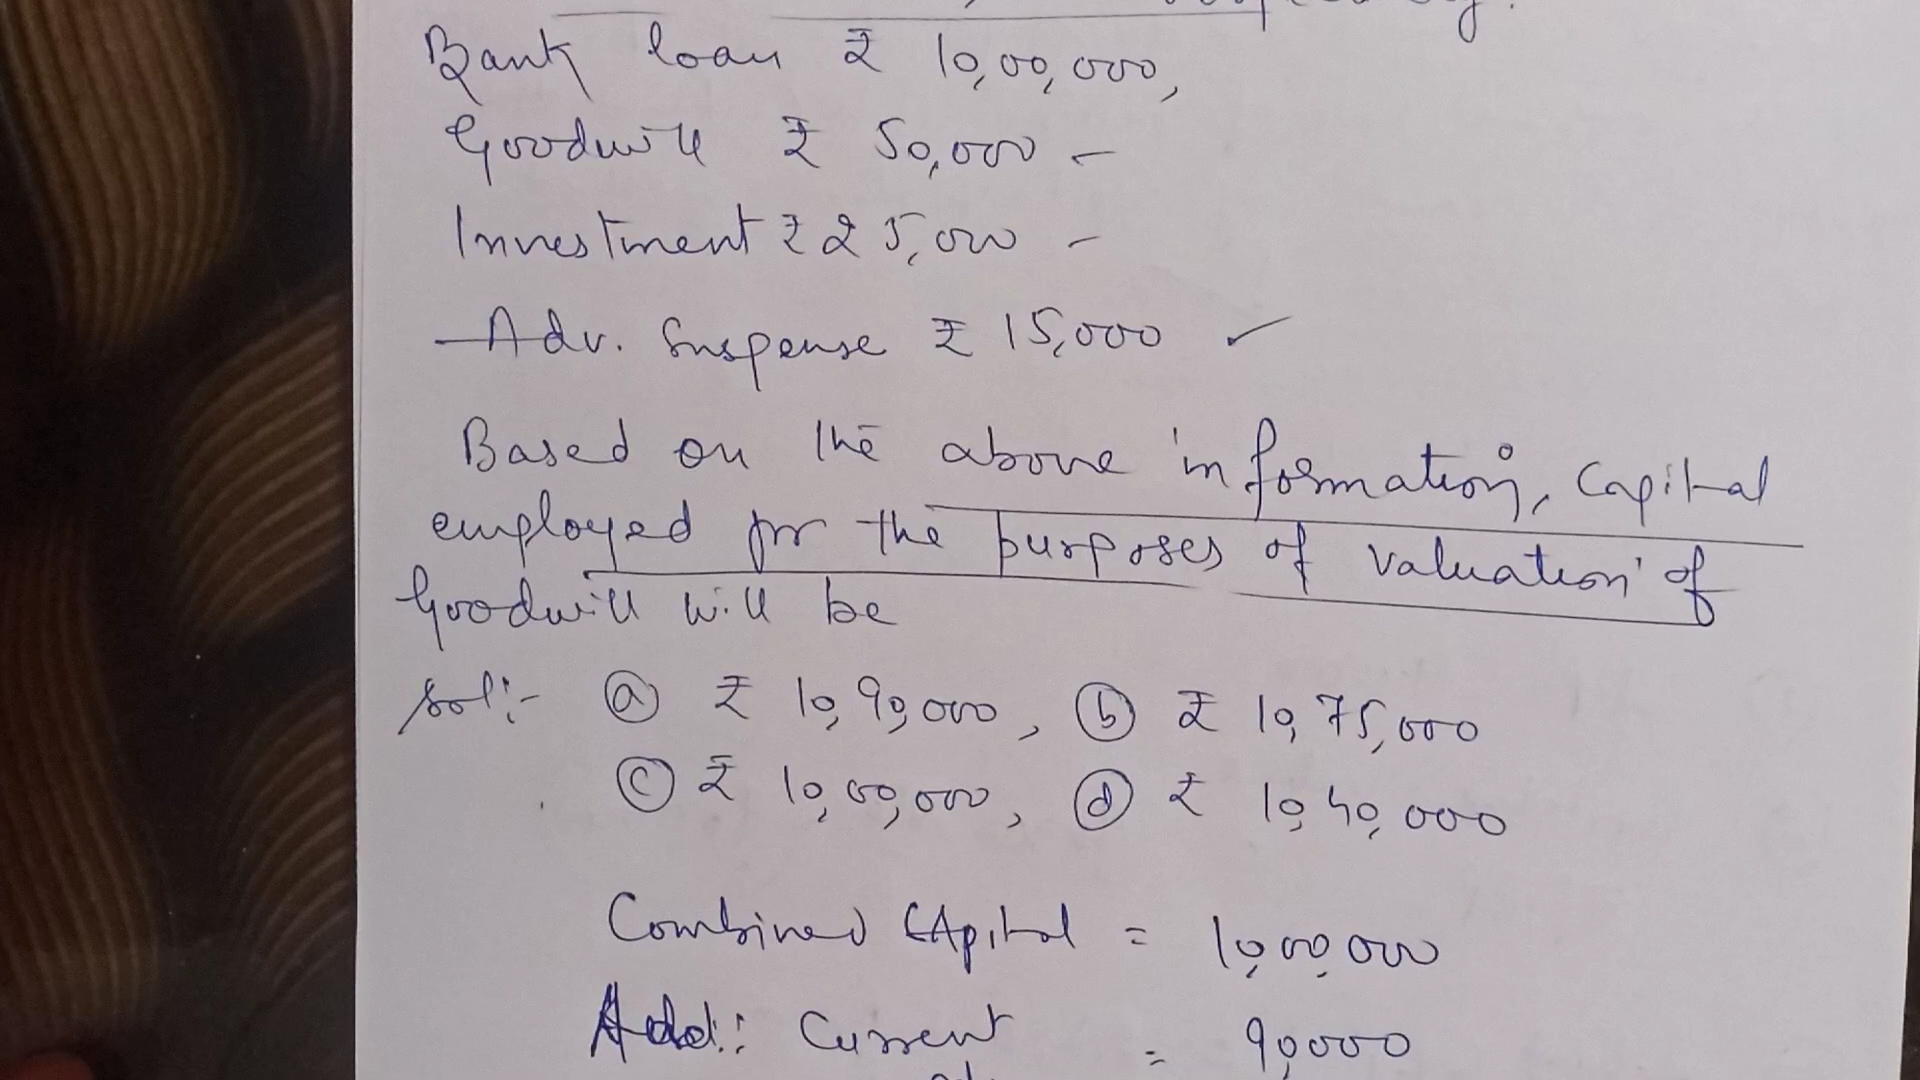 Bank loan ₹ 10,00,000,
Goodwill ₹ 50,000 –
Investment ₹ 25,000 –
Adv. Suspense ₹ 15,000 ✓
Based on the above information, Capital
employed for the purposes of valuation of
Goodwill will be
Sol:- (a) ₹ 10,90,000, (b) ₹ 10,75,000
(c) ₹ 10,00,000, (d) ₹ 10,40,000
Combined Capital = 10,00,000
Add: Current = 90,000